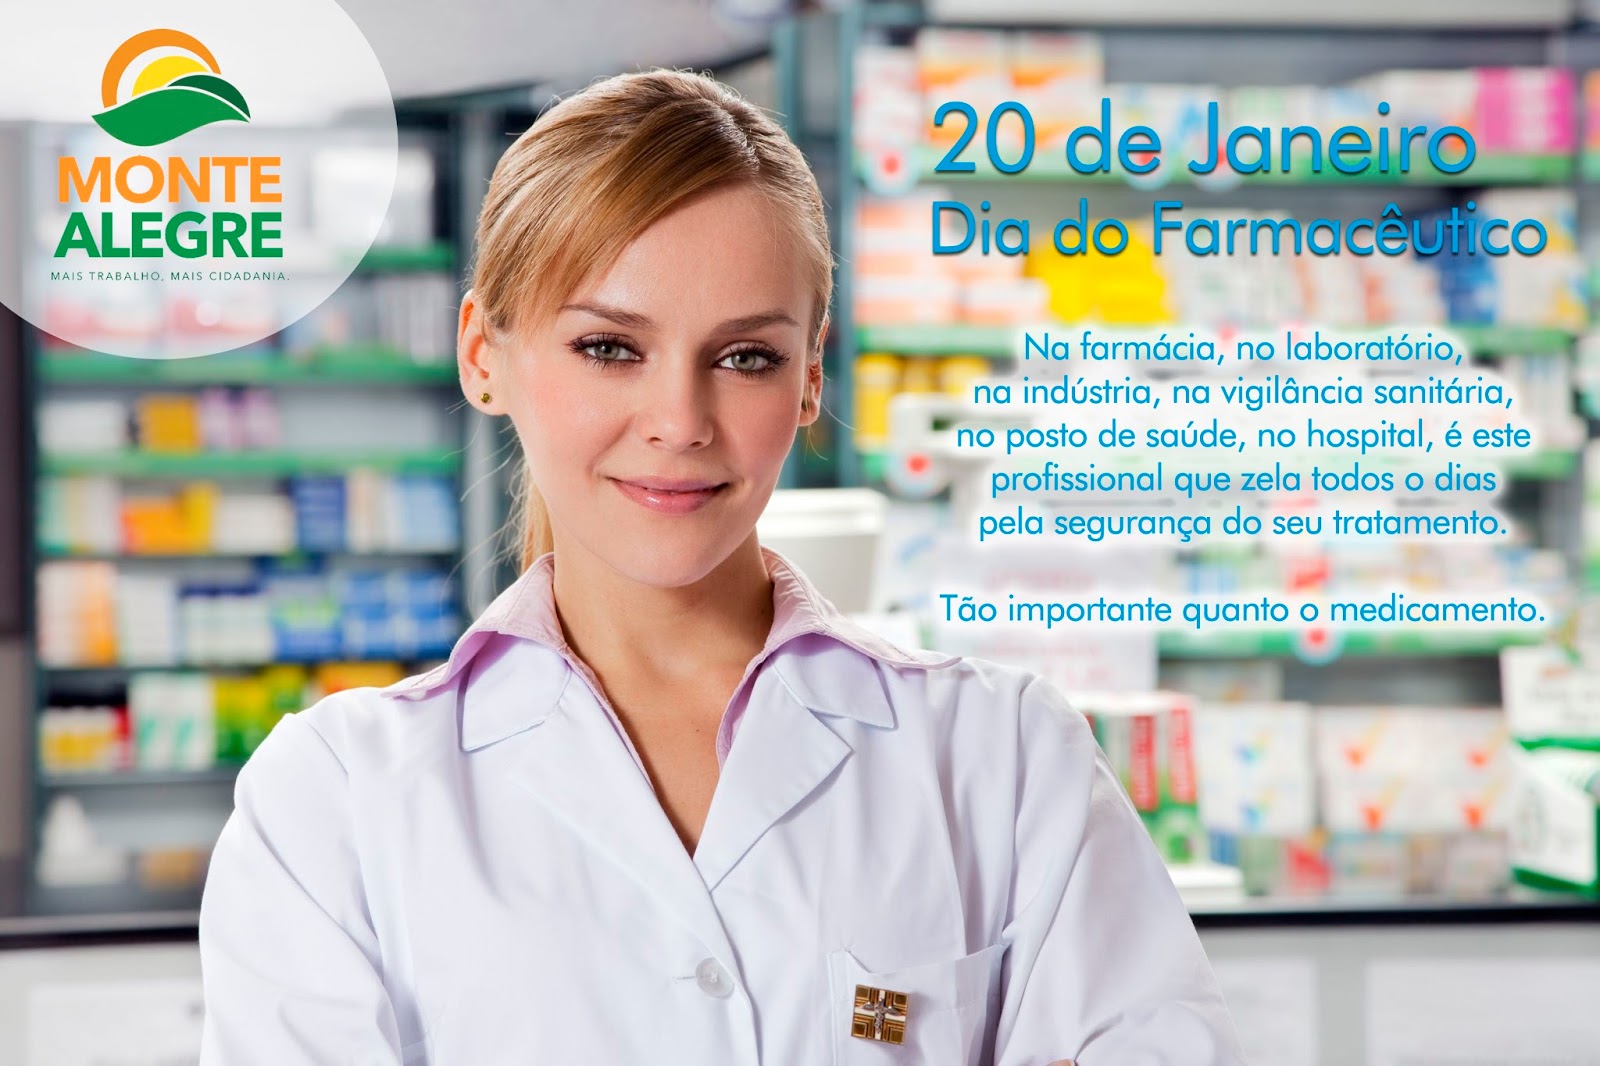 MONTE
ALEGRE
MAIS TRABALHO, MAIS CIDADANIA.
20 de Janeiro
Dia do Farmacêutico
Na farmácia, no laboratório,
na indústria, na vigilância sanitária,
no posto de saúde, no hospital, é este
profissional que zela todos o dias
pela segurança do seu tratamento.
Tão importante quanto o medicamento.